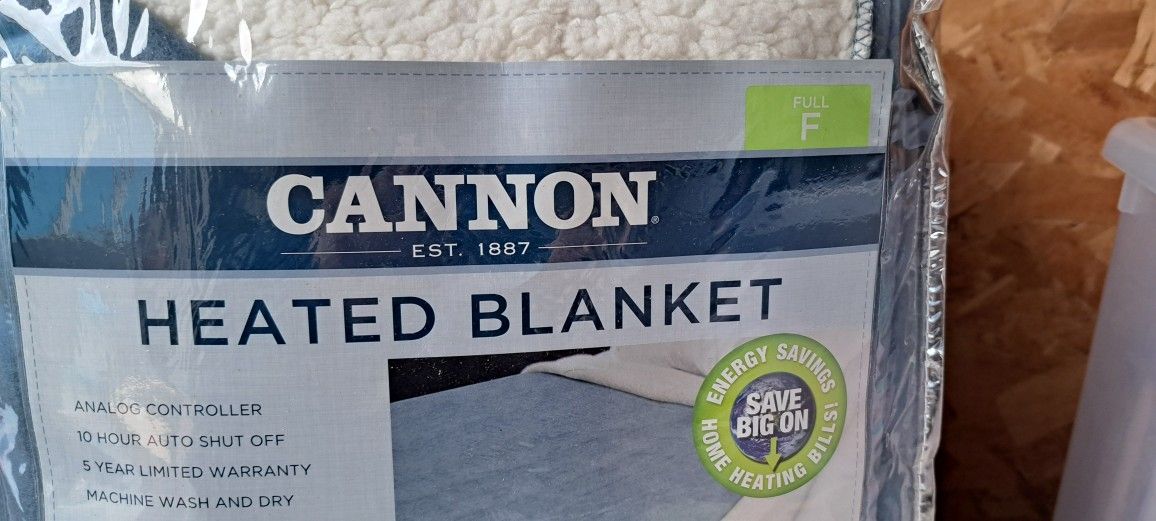 FULL
F
CANNON®
EST. 1887
HEATED BLANKET
ANALOG CONTROLLER
10 HOUR AUTO SHUT OFF
5 YEAR LIMITED WARRANTY
MACHINE WASH AND DRY
ENERGY SAVINGS!
SAVE
BIG ON
HOME HEATING BILLS!